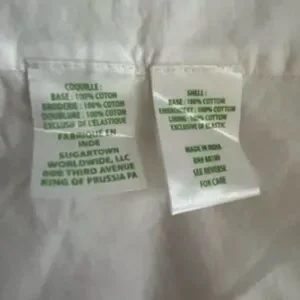 COQUILLE :
BASE : 100% COTON
BRODERIE : 100% COTON
DOUBLURE : 100% COTON
EXCLUSIF DE L'ELASTIQUE
FABRIQUE EN
INDE
SUGARTOWN
WORLDWIDE, LLC
800 THIRD AVENUE
KING OF PRUSSIA PA
SHELL :
BASE : 100% COTTON
EMBROIDERY : 100% COTTON
LINING : 100% COTTON
EXCLUSIVE OF ELASTIC
MADE IN INDIA
SEE REVERSE
FOR CARE